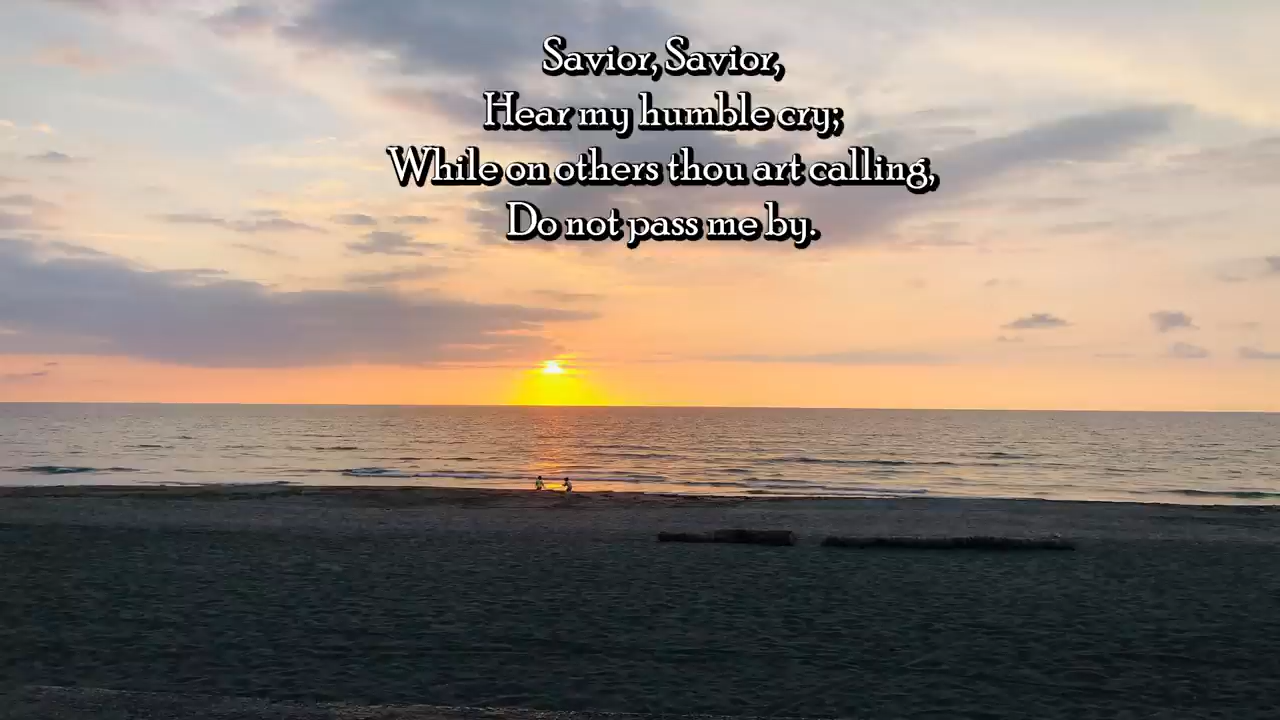 Savior, Savior,
Hear my humble cry;
While on others thou art calling,
Do not pass me by.